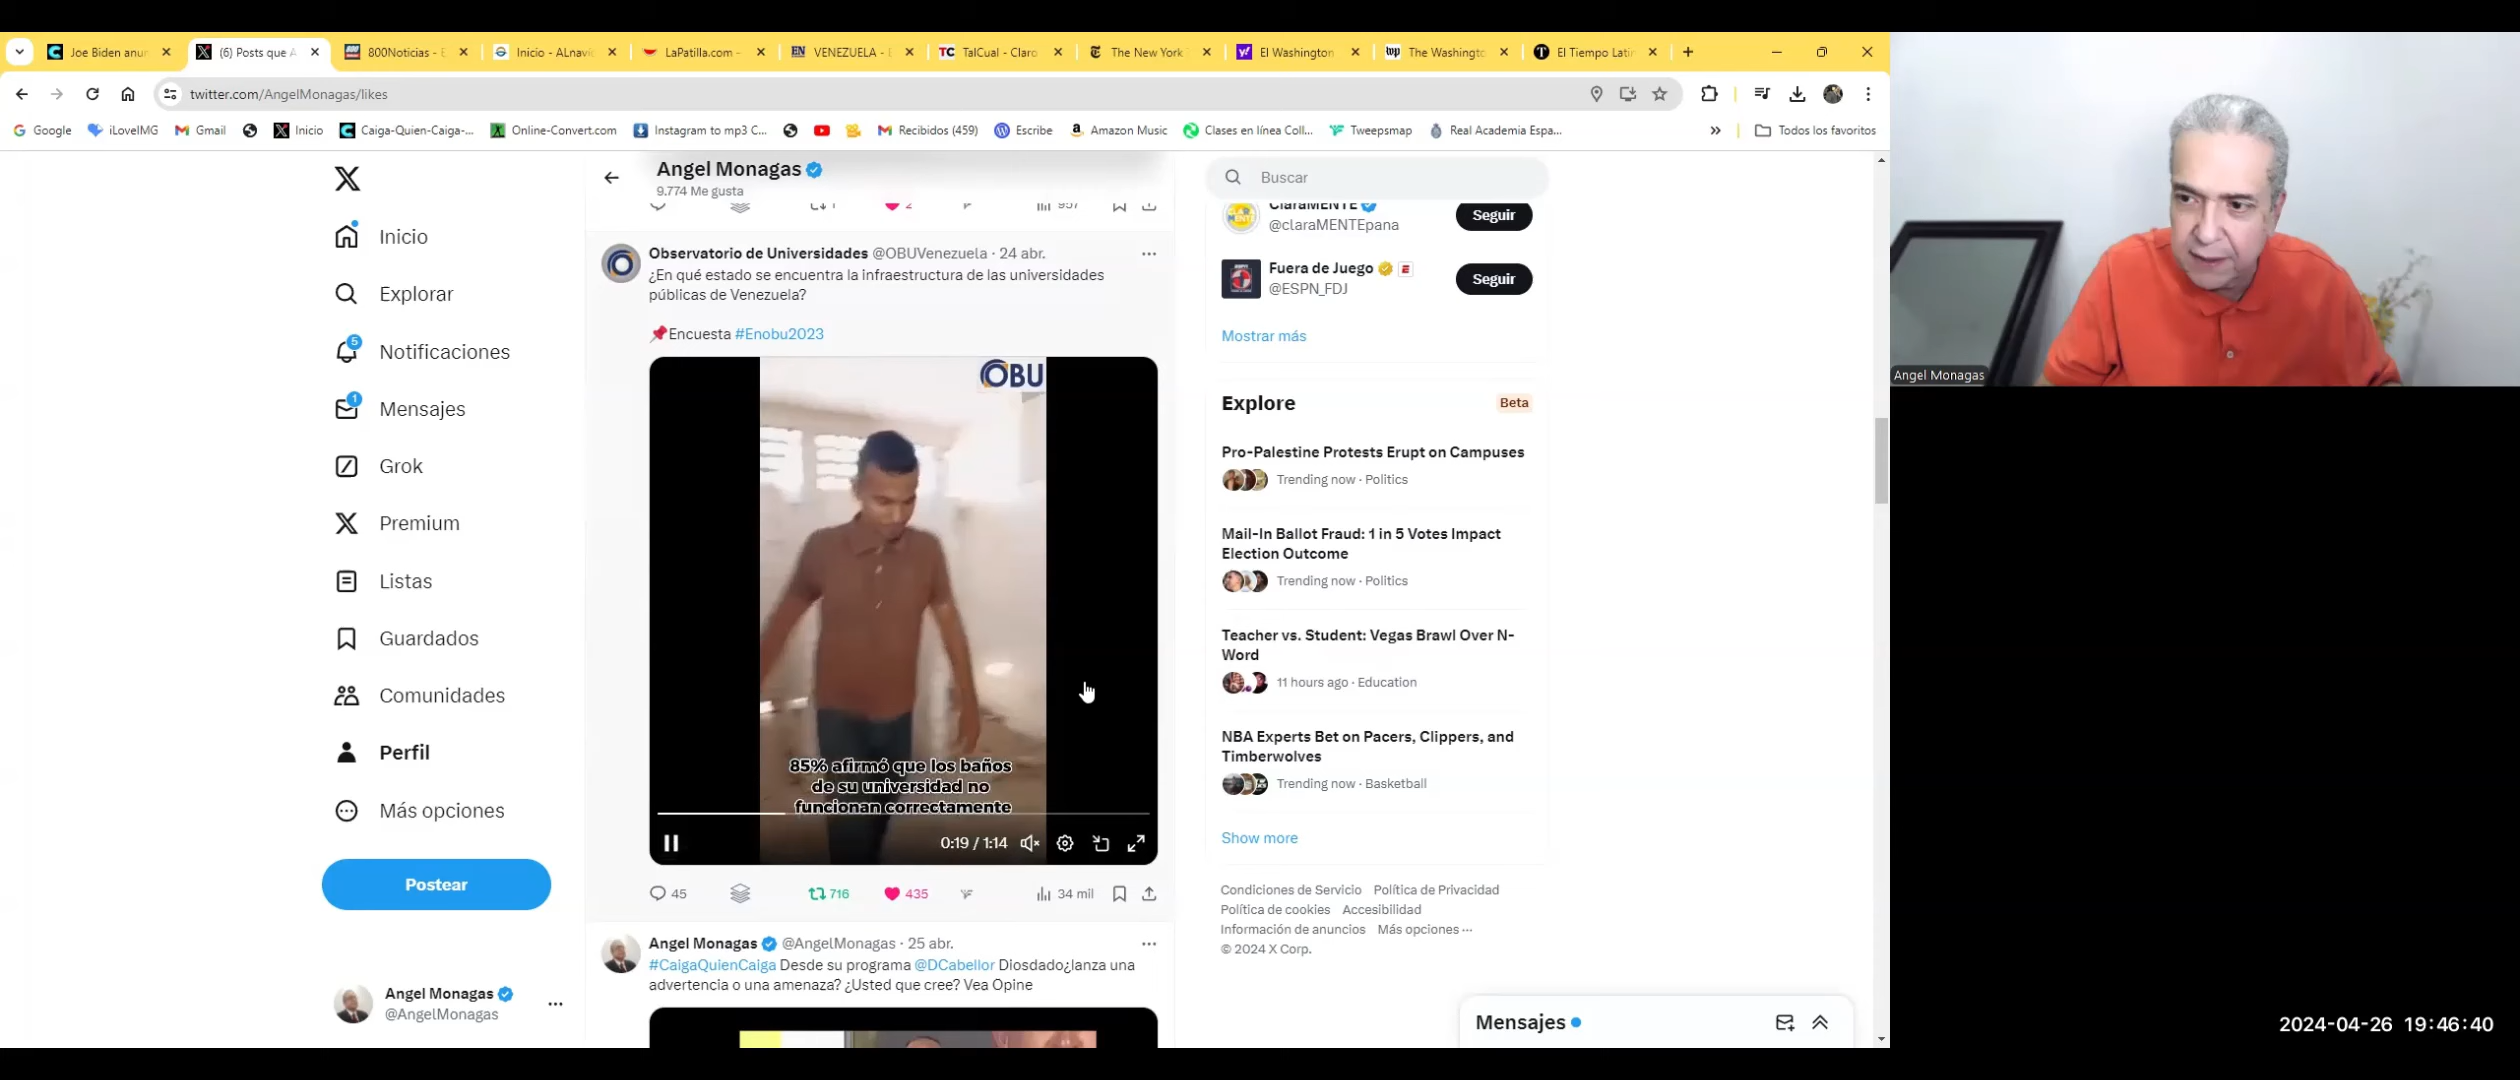 Joe Biden anun
(6) Posts que A
800Noticias - E
Inicio - ALnavío
LaPatilla.com -
VENEZUELA - E
TalCual - Claro
The New York
El Washington
The Washingto
El Tiempo Latin
twitter.com/AngelMonagas/likes
Google
iLoveIMG
Gmail
Inicio
Caiga-Quien-Caiga-...
Online-Convert.com
Instagram to mp3 C...
Recibidos (459)
Escribe
Amazon Music
Clases en línea Coll...
Tweepsmap
Real Academia Espa...
Todos los favoritos
Inicio
Explorar
5
Notificaciones
1
Mensajes
Grok
Premium
Listas
Guardados
Comunidades
Perfil
Más opciones
Postear
Angel Monagas
@AngelMonagas
Angel Monagas
9.774 Me gusta
1
2
957
Observatorio de Universidades @OBUVenezuela · 24 abr.
¿En qué estado se encuentra la infraestructura de las universidades
públicas de Venezuela?
Encuesta #Enobu2023
OBU
85% afirmó que los baños
de su universidad no
funcionan correctamente
0:19 / 1:14
45
716
435
34 mil
Angel Monagas @AngelMonagas · 25 abr.
#CaigaQuienCaiga Desde su programa @DCabellor Diosdado¿lanza una
advertencia o una amenaza? ¿Usted que cree? Vea Opine
Buscar
ClaraMENTE
@claraMENTEpana
Seguir
Fuera de Juego
@ESPN_FDJ
Seguir
Mostrar más
Explore
Beta
Pro-Palestine Protests Erupt on Campuses
Trending now · Politics
Mail-In Ballot Fraud: 1 in 5 Votes Impact
Election Outcome
Trending now · Politics
Teacher vs. Student: Vegas Brawl Over N-
Word
11 hours ago · Education
NBA Experts Bet on Pacers, Clippers, and
Timberwolves
Trending now · Basketball
Show more
Condiciones de Servicio Política de Privacidad
Política de cookies Accesibilidad
Información de anuncios Más opciones ···
© 2024 X Corp.
Mensajes
Angel Monagas
2024-04-26 19:46:40